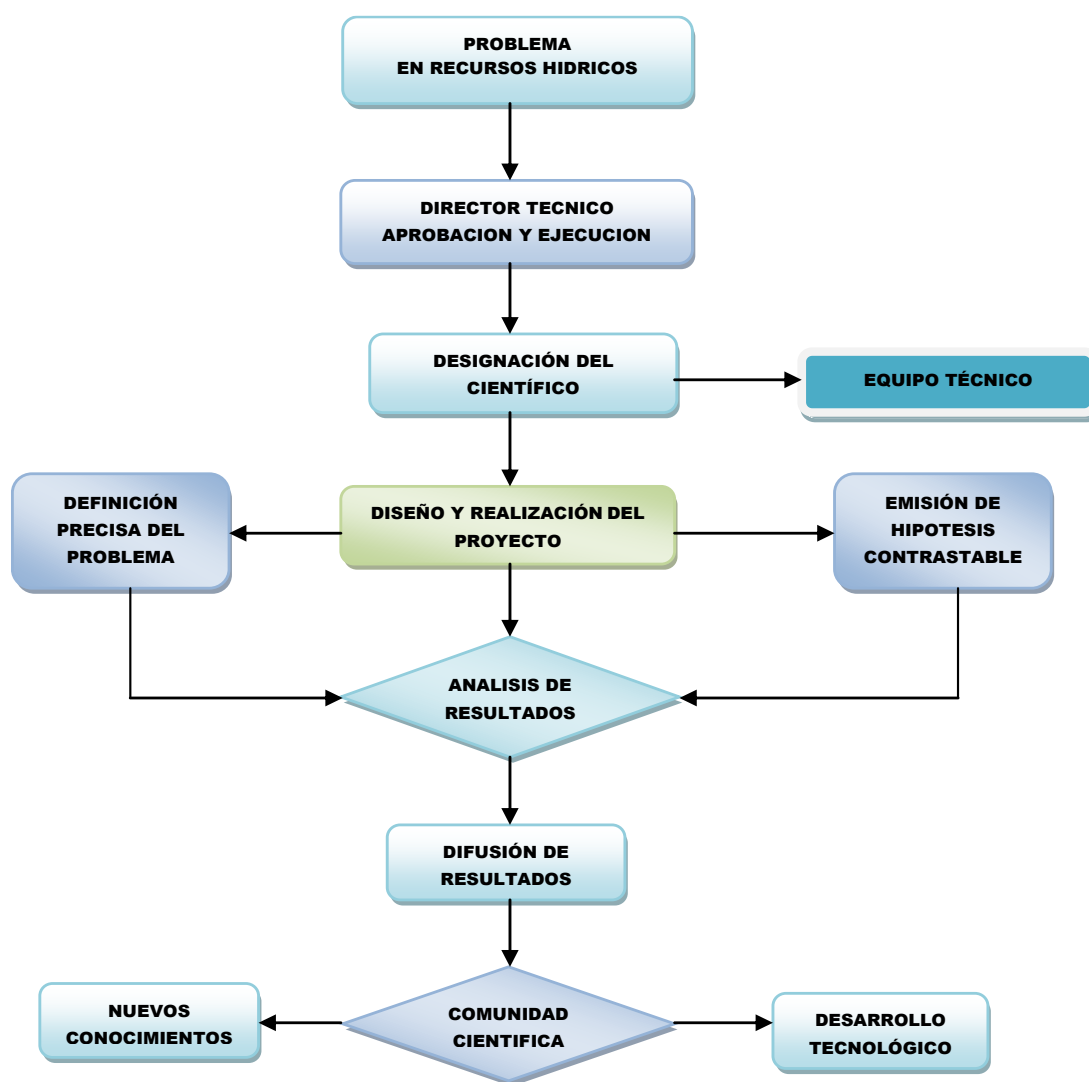 PROBLEMA
EN RECURSOS HIDRICOS
DIRECTOR TECNICO
APROBACION Y EJECUCION
DESIGNACIÓN DEL
CIENTÍFICO
EQUIPO TÉCNICO
DEFINICIÓN
PRECISA DEL
PROBLEMA
DISEÑO Y REALIZACIÓN DEL
PROYECTO
EMISIÓN DE
HIPOTESIS
CONTRASTABLE
ANALISIS DE
RESULTADOS
DIFUSIÓN DE
RESULTADOS
NUEVOS
CONOCIMIENTOS
COMUNIDAD
CIENTIFICA
DESARROLLO
TECNOLÓGICO